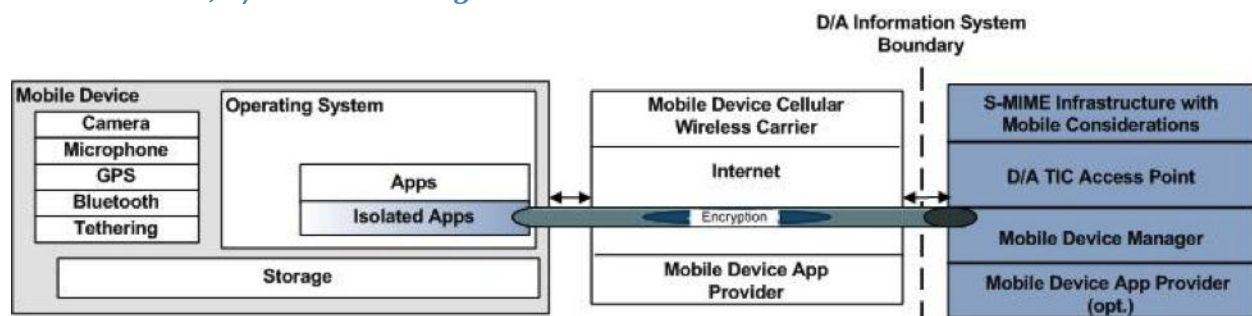 D/A Information System
Boundary
Mobile Device
Camera
Microphone
GPS
Bluetooth
Tethering
Operating System
Apps
Isolated Apps
Storage
Mobile Device Cellular
Wireless Carrier
Internet
Encryption
Mobile Device App
Provider
S-MIME Infrastructure with
Mobile Considerations
D/A TIC Access Point
Mobile Device Manager
Mobile Device App Provider
(opt.)